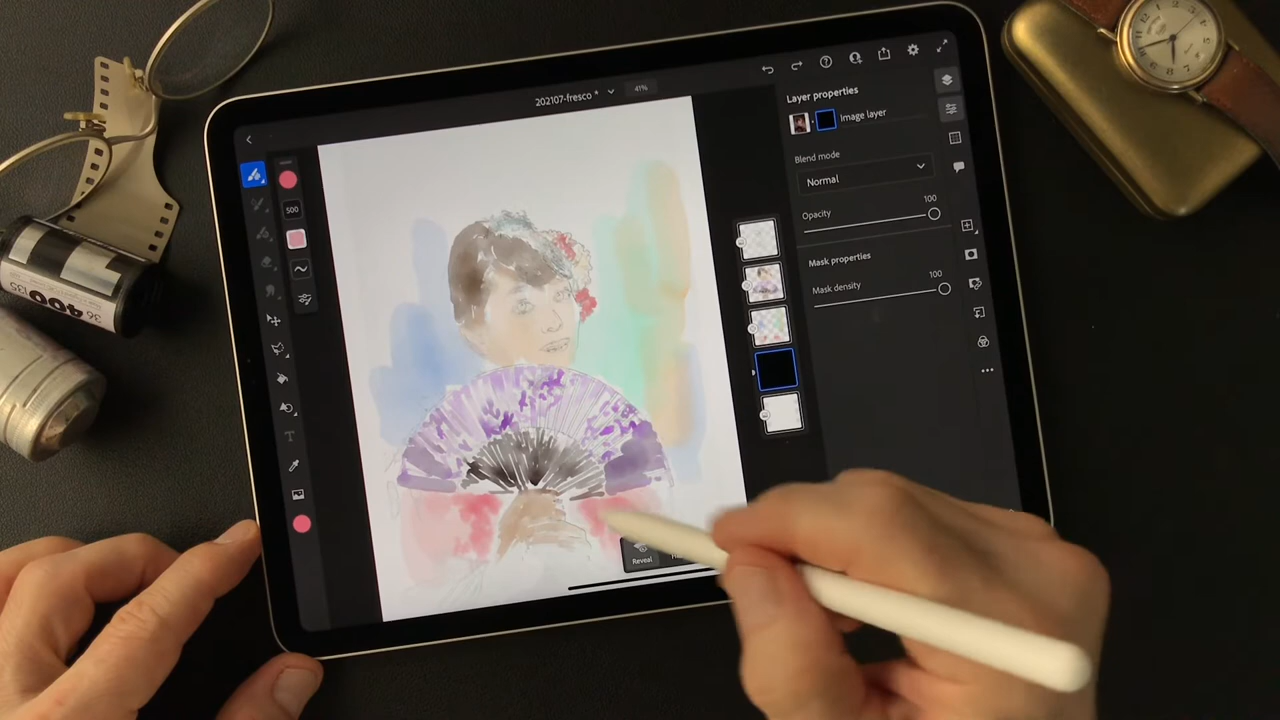 202107-fresco *
41%
Layer properties
Image layer
Blend mode
Normal
Opacity
100
Mask properties
Mask density
100
500
Reveal
400
36
135